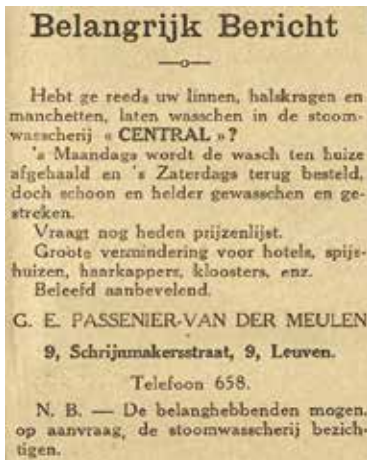 Belangrijk Bericht
Hebt ge reeds uw linnen, halskragen en
manchetten, laten wasschen in de stoom-
wasscherij « CENTRAL »?
's Maandags wordt de wasch ten huize
afgehaald en 's Zaterdags terug besteld,
doch schoon en helder gewasschen en ge-
streken.
Vraagt nog heden prijzenlijst.
Groote vermindering voor hotels, spijs-
huizen, haarkappers, kloosters, enz.
Beleefd aanbevelend.
G. E. PASSENIER-VAN DER MEULEN
9, Schrijnmakersstraat, 9, Leuven.
Telefoon 658.
N. B. — De belanghebbenden mogen,
op aanvraag, de stoomwasscherij bezich-
tigen.